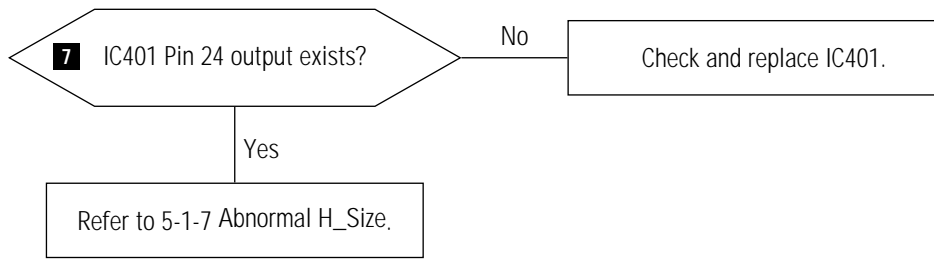 7 IC401 Pin 24 output exists?
No
Check and replace IC401.
Yes
Refer to 5-1-7 Abnormal H_Size.